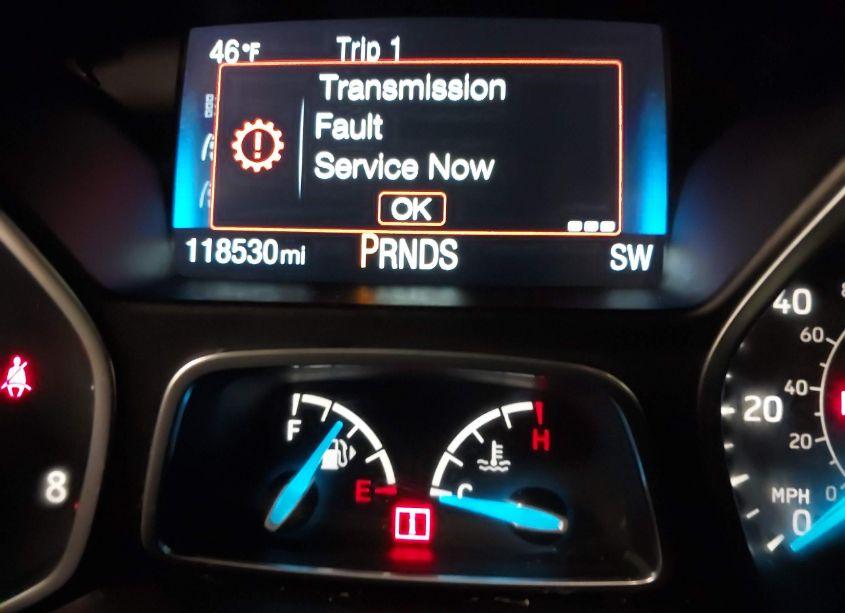 46°F Trip 1
Transmission
Fault
Service Now
OK
118530mi PRNDS SW
40
60
20
40
20
MPH 0
0
8
F
E
H
C